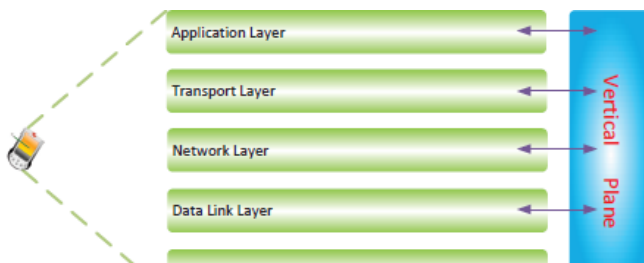 Application Layer
Transport Layer
Network Layer
Data Link Layer
Vertical Plane